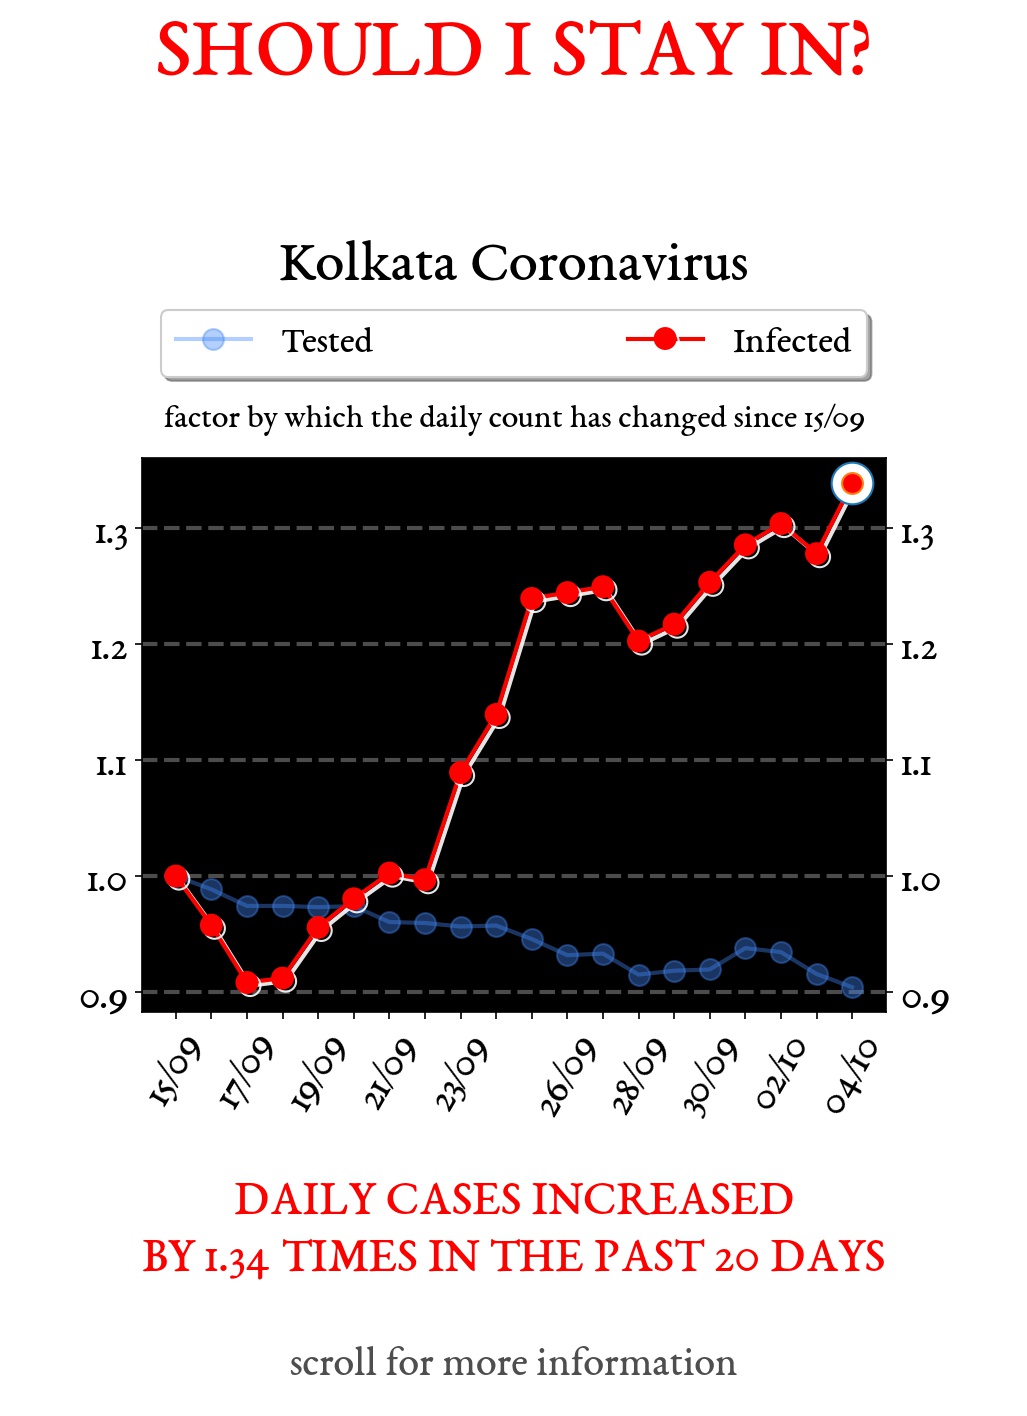 SHOULD I STAY IN?
Kolkata Coronavirus
Tested Infected
factor by which the daily count has changed since 15/09
1.3 1.3
1.2 1.2
1.1 1.1
1.0 1.0
0.9 0.9
15/09 17/09 19/09 21/09 23/09 26/09 28/09 30/09 02/10 04/10
DAILY CASES INCREASED
BY 1.34 TIMES IN THE PAST 20 DAYS
scroll for more information